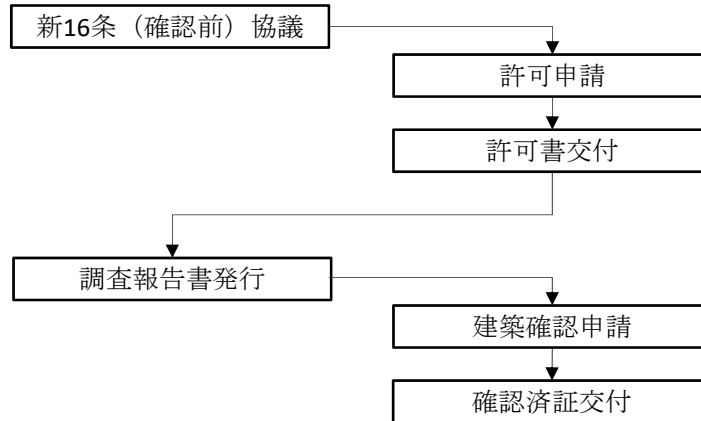 新16条（確認前）協議
許可申請
許可書交付
調査報告書発行
建築確認申請
確認済証交付